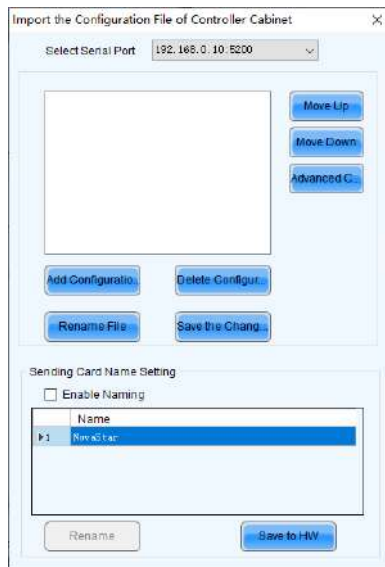 Import the Configuration File of Controller Cabinet
Select Serial Port 192.168.0.10:5200
Move Up
Move Down
Advanced C...
Add Configuratio... Delete Configur...
Rename File Save the Chang...
Sending Card Name Setting
Enable Naming
Name
1 NovaStar
Rename Save to HW